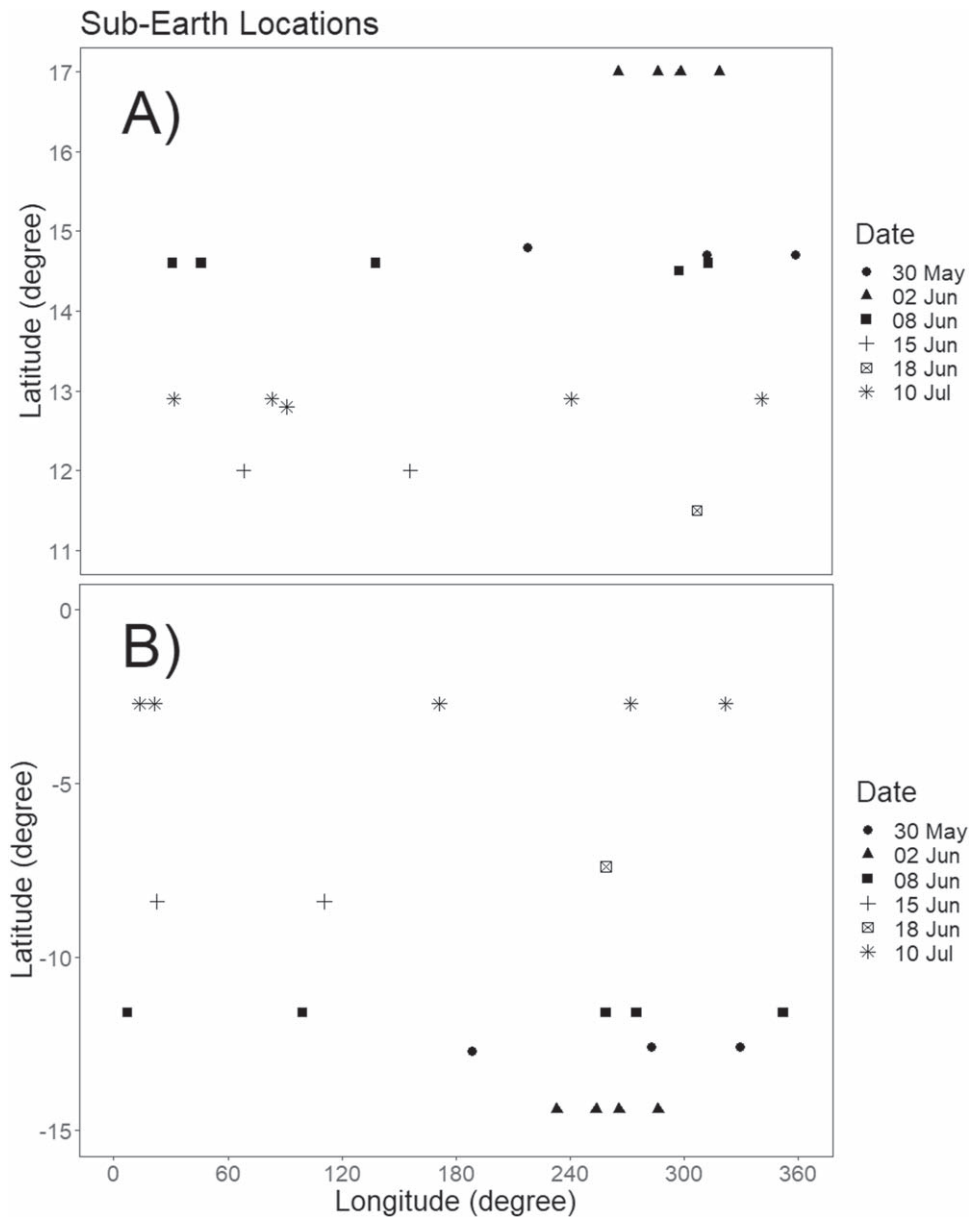 Sub-Earth Locations
A)
17
16
15
14
13
12
11
Latitude (degree)
Date
30 May
02 Jun
08 Jun
15 Jun
18 Jun
10 Jul
B)
0
-5
-10
-15
Latitude (degree)
Date
30 May
02 Jun
08 Jun
15 Jun
18 Jun
10 Jul
0 60 120 180 240 300 360
Longitude (degree)